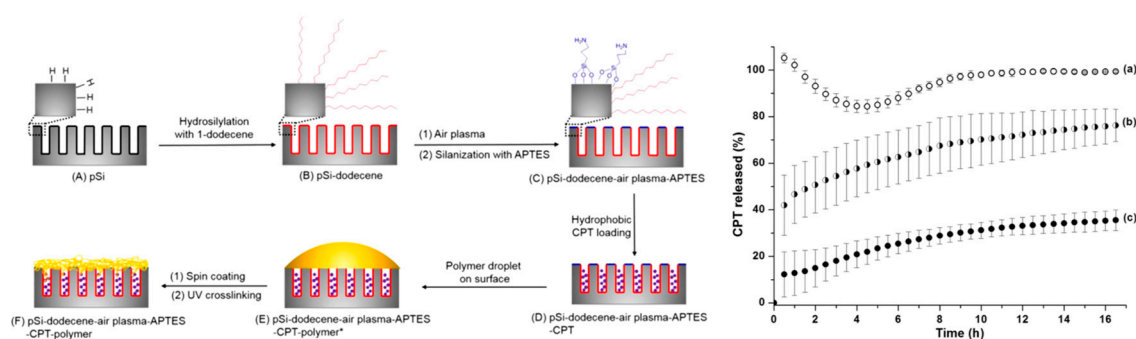 H H
H
H
H
Hydrosilylation
with 1-dodecene
(A) pSi
(B) pSi-dodecene
(1) Air plasma
(2) Silanization with APTES
H₂N
H₂N
Si
Si
O O O O O
(C) pSi-dodecene-air plasma-APTES
Hydrophobic
CPT loading
(D) pSi-dodecene-air plasma-APTES
-CPT
Polymer droplet
on surface
(E) pSi-dodecene-air plasma-APTES
-CPT-polymer*
(1) Spin coating
(2) UV crosslinking
(F) pSi-dodecene-air plasma-APTES
-CPT-polymer
CPT released (%)
100
80
60
40
20
0
0 2 4 6 8 10 12 14 16
Time (h)
(a)
(b)
(c)